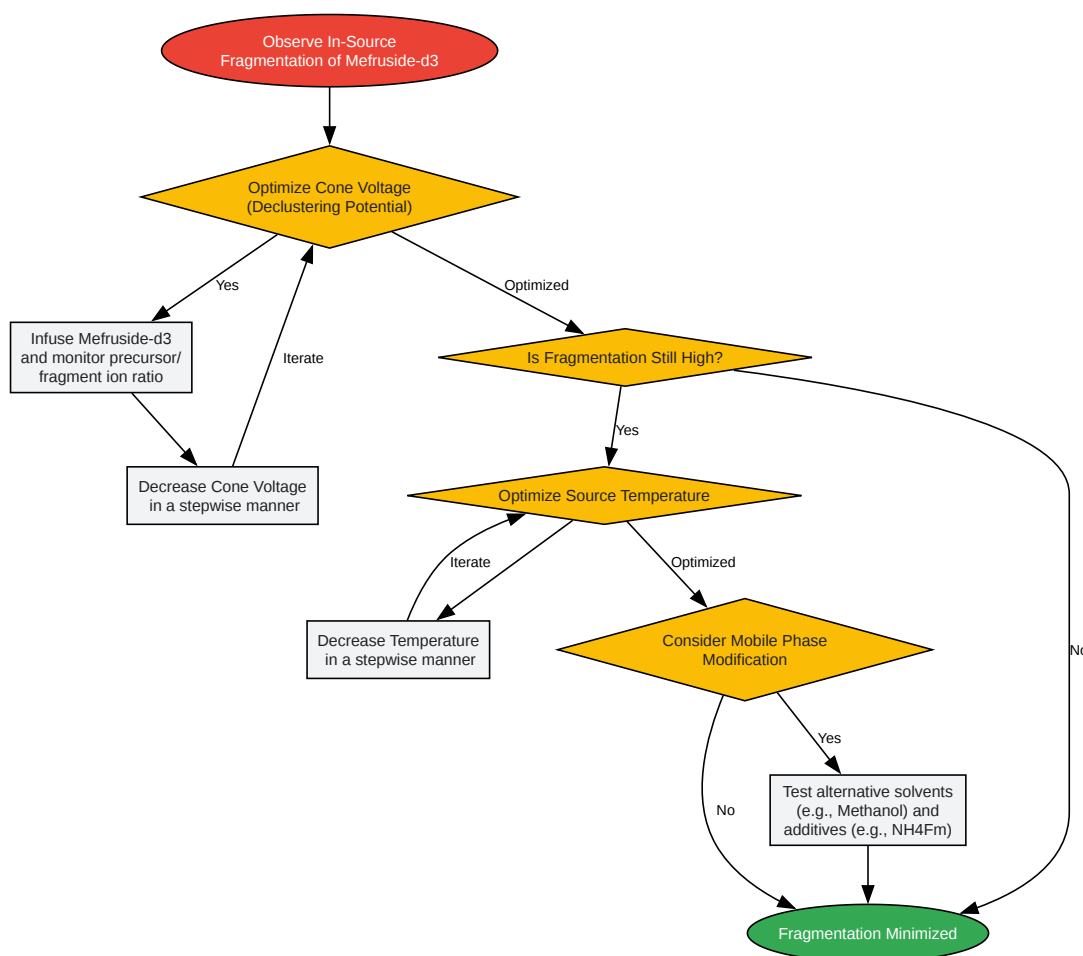 Observe In-Source
Fragmentation of Mefruside-d3
Optimize Cone Voltage
(Declustering Potential)
Yes
Optimized
Infuse Mefruside-d3
and monitor precursor/
fragment ion ratio
Iterate
Is Fragmentation Still High?
Yes
Decrease Cone Voltage
in a stepwise manner
Optimize Source Temperature
Iterate
Optimized
Decrease Temperature
in a stepwise manner
Consider Mobile Phase
Modification
No
Yes
Test alternative solvents
(e.g., Methanol) and
additives (e.g., NH4Fm)
No
Fragmentation Minimized